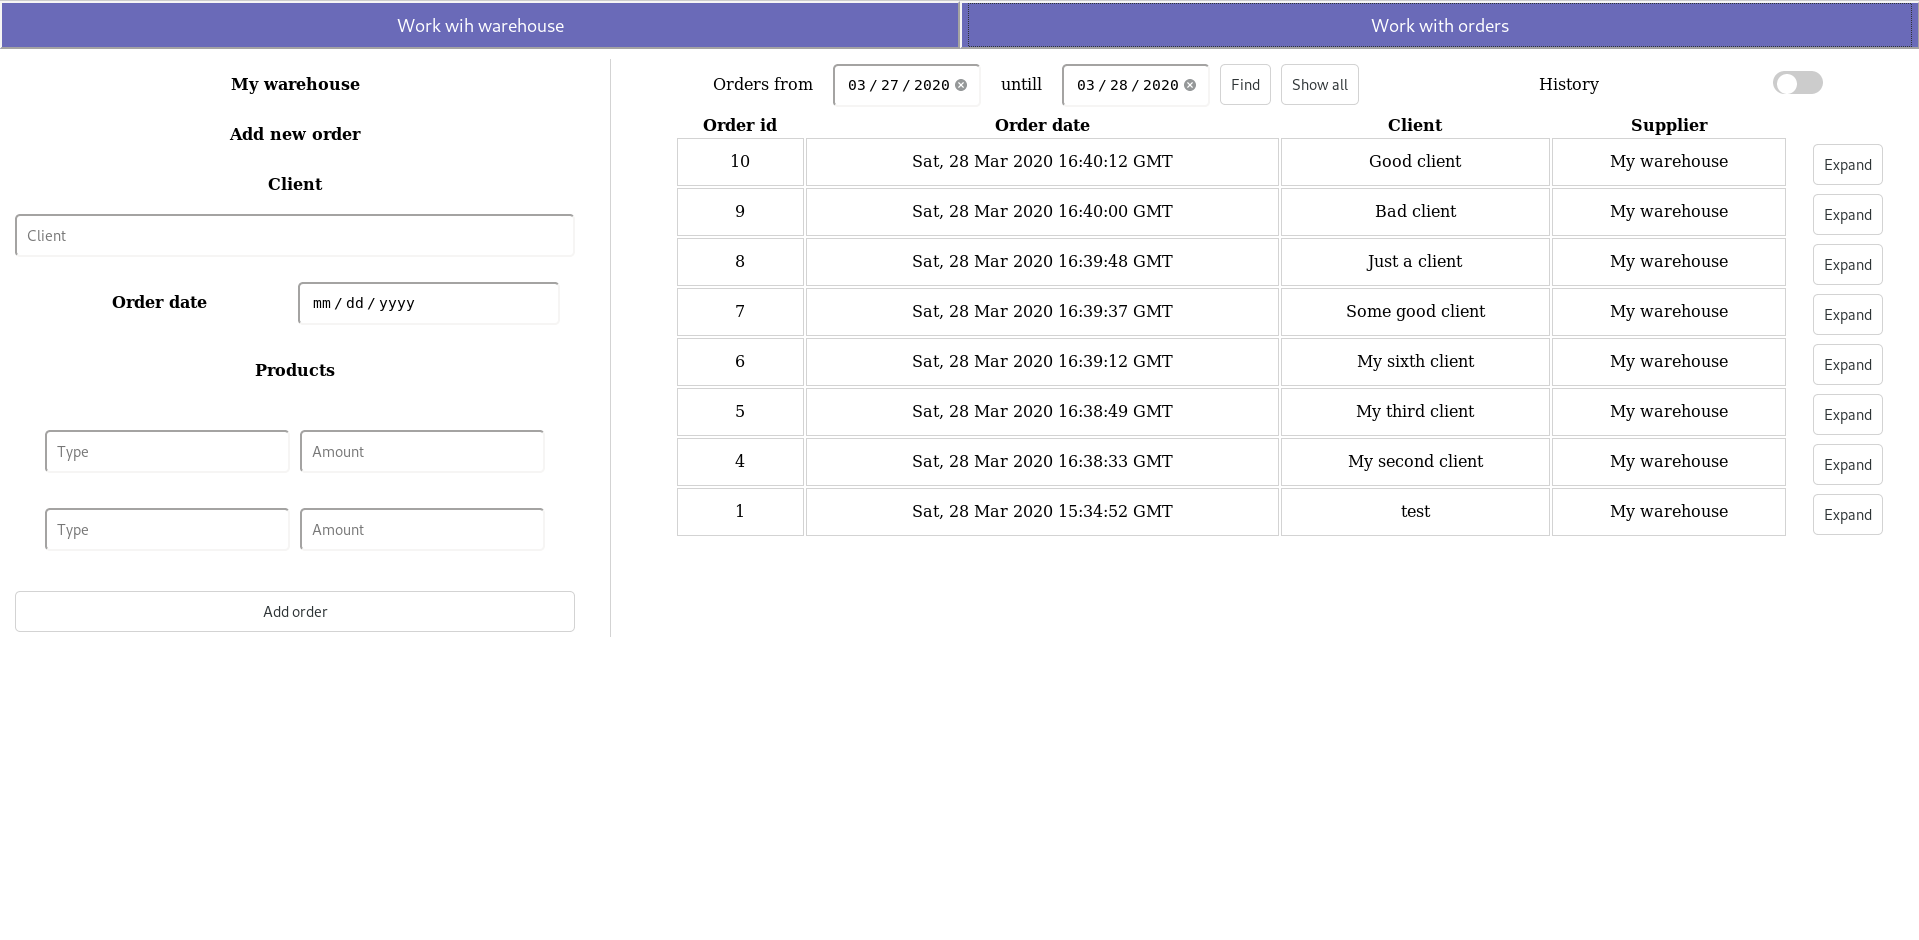 Work wih warehouse
Work with orders
My warehouse
Add new order
Client
Client
Order date
mm/dd/yyyy
Products
Type
Amount
Type
Amount
Add order
Orders from 03/27/2020 untill 03/28/2020 Find Show all History
Order id Order date Client Supplier
10 Sat, 28 Mar 2020 16:40:12 GMT Good client My warehouse Expand
9 Sat, 28 Mar 2020 16:40:00 GMT Bad client My warehouse Expand
8 Sat, 28 Mar 2020 16:39:48 GMT Just a client My warehouse Expand
7 Sat, 28 Mar 2020 16:39:37 GMT Some good client My warehouse Expand
6 Sat, 28 Mar 2020 16:39:12 GMT My sixth client My warehouse Expand
5 Sat, 28 Mar 2020 16:38:49 GMT My third client My warehouse Expand
4 Sat, 28 Mar 2020 16:38:33 GMT My second client My warehouse Expand
1 Sat, 28 Mar 2020 15:34:52 GMT test My warehouse Expand